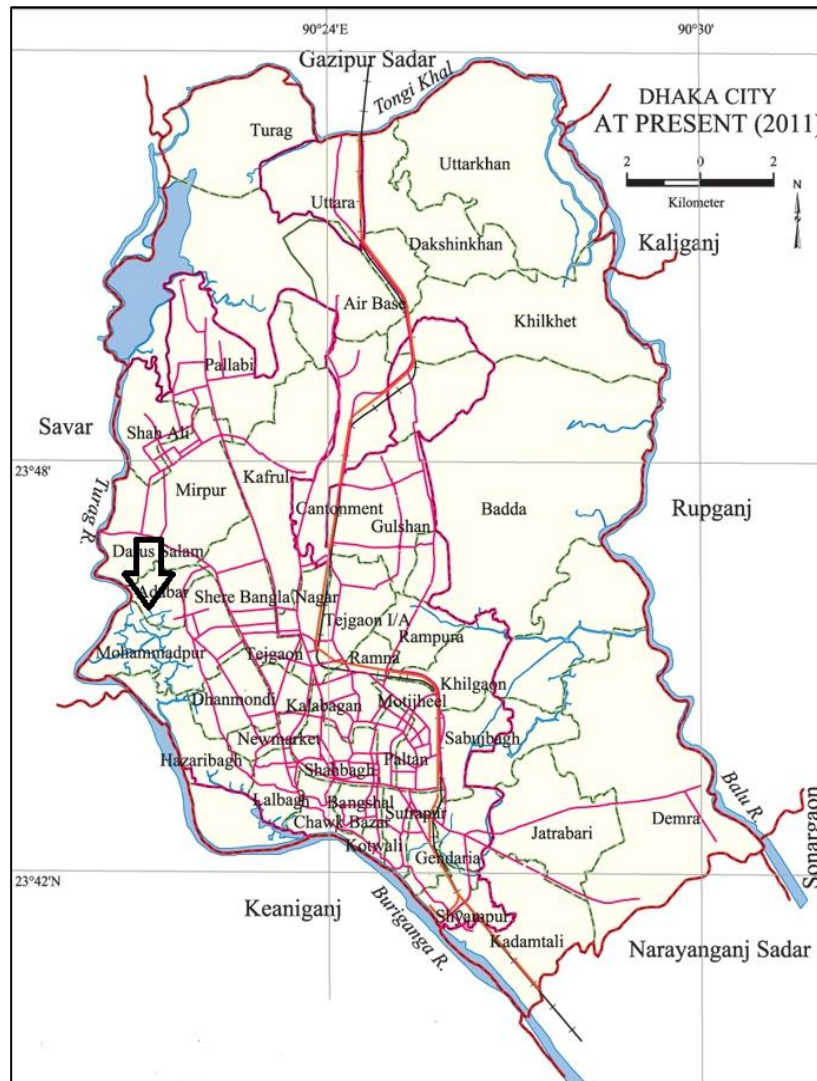 90°24'E
90°30'
Gazipur Sadar
Tongi Khal
DHAKA CITY
AT PRESENT (2011)
2 0 2
Kilometer
N
Turag
Uttarkhan
Uttara
Dakshinkhan
Kaliganj
Air Base
Khilkhet
Pallabi
Savar
Shah Ali
23°48'
Kafrul
Mirpur
Turag R.
Cantonment
Gulshan
Badda
Rupganj
Darus Salam
Adabar
Shere Bangla Nagar
Tejgaon I/A
Rampura
Mohammadpur
Tejgaon
Ramna
Khilgaon
Dhanmondi
Kalabagan
Motijheel
Newmarket
Sabujbagh
Hazaribagh
Shahbagh
Paltan
Balu R.
Lalbagh
Bangshal
Sutrapur
Chawk Bazar
Demra
Jatrabari
Kotwali
Gendaria
Sonargaon
23°42'N
Keaniganj
Buriganga R.
Shyampur
Kadamtali
Narayanganj Sadar